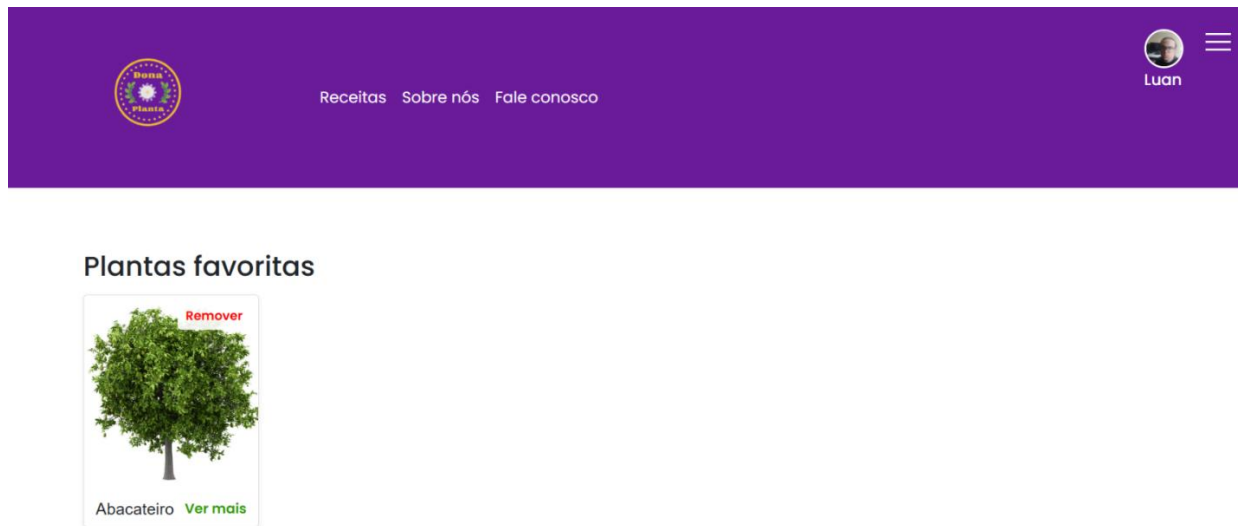 Dona
Planta
Receitas Sobre nós Fale conosco
Luan
Plantas favoritas
Remover
Abacateiro Ver mais